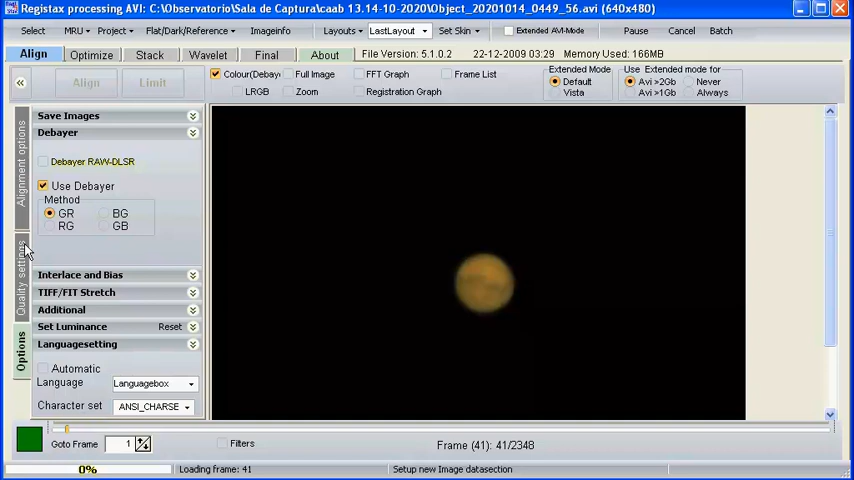 Registax processing AVI: C:\Observatorio\Sala de Captura\caab 13.14-10-2020\Object_20201014_0449_56.avi (640x480)
Select MRU Project Flat/Dark/Reference Imageinfo Layouts LastLayout Set Skin Extended AVI-Mode Pause Cancel Batch
Align Optimize Stack Wavelet Final About File Version: 5.1.0.2 22-12-2009 03:29 Memory Used: 166MB
Align Limit
Colour(Debay Full Image FFT Graph Frame List
LRGB Zoom Registration Graph
Extended Mode
Default
Vista
Use Extended mode for
Avi >2Gb Never
Avi >1Gb Always
Alignment options
Quality settings
Options
Save Images
Debayer
Debayer RAW-DLSR
Use Debayer
Method
GR BG
RG GB
Interlace and Bias
TIFF/FIT Stretch
Additional
Set Luminance Reset
Languagesetting
Automatic
Language Languagebox
Character set ANSI_CHARSE
Goto Frame 1 Filters Frame (41): 41/2348
0% Loading frame: 41 Setup new Image datasection